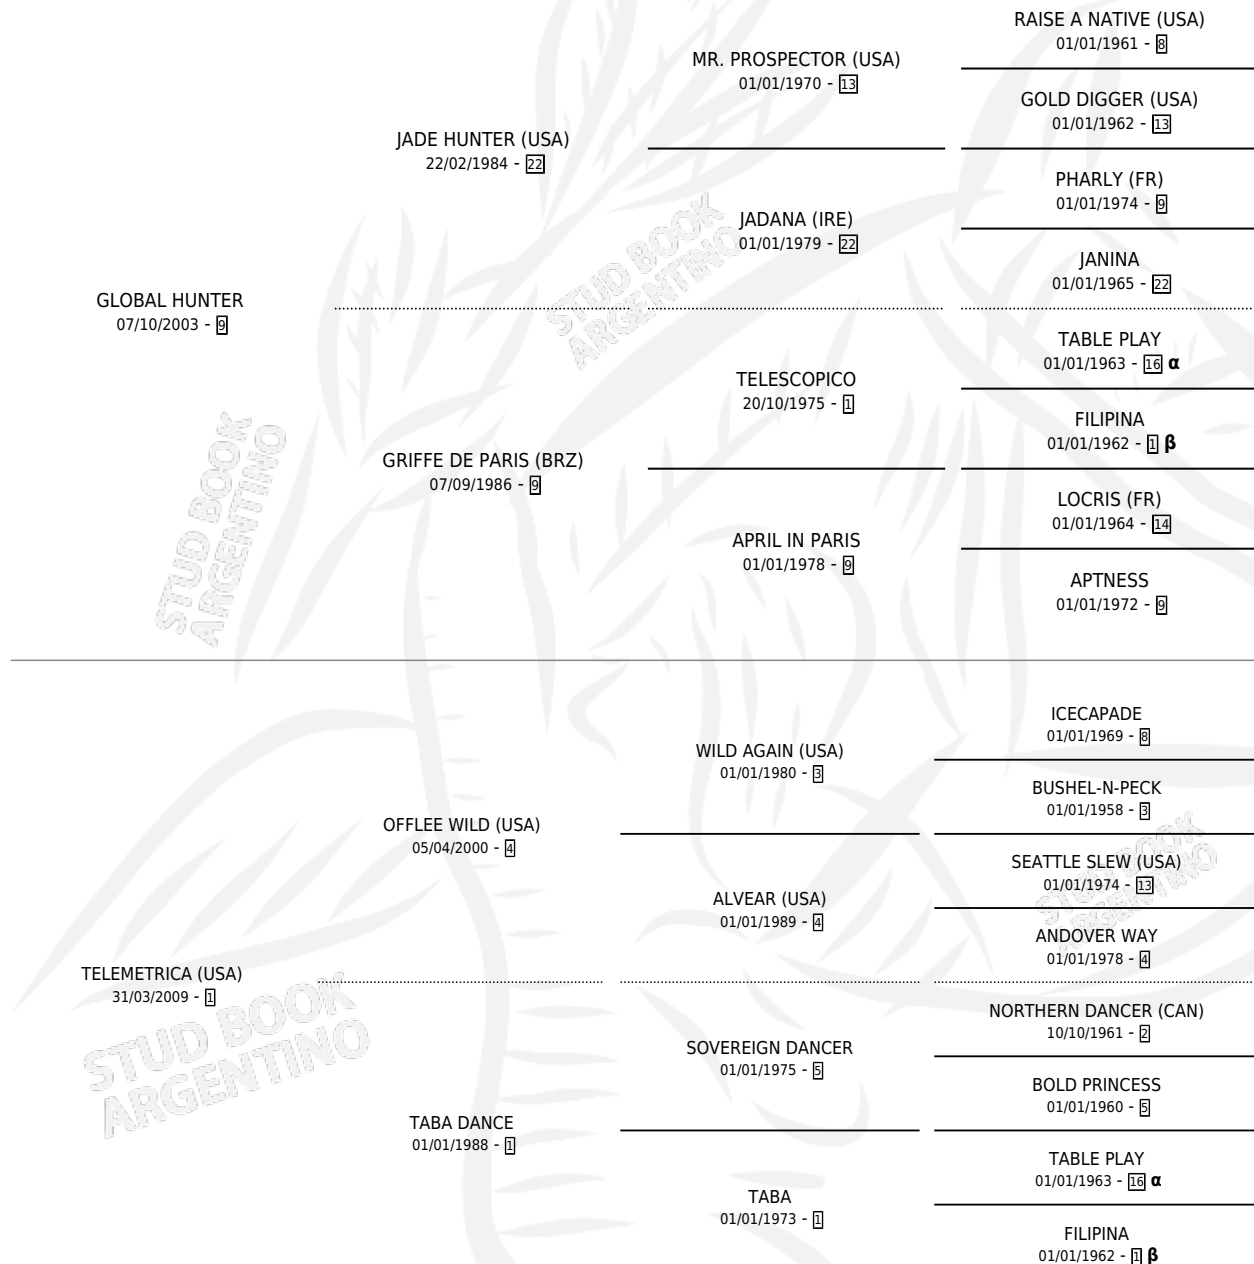 RAISE A NATIVE (USA)
01/01/1961 - 8
MR. PROSPECTOR (USA)
01/01/1970 - 13
GOLD DIGGER (USA)
01/01/1962 - 13
JADE HUNTER (USA)
22/02/1984 - 22
PHARLY (FR)
01/01/1974 - 9
JADANA (IRE)
01/01/1979 - 22
JANINA
01/01/1965 - 22
STUD BOOK
ARGENTINO
GLOBAL HUNTER
07/10/2003 - 9
TABLE PLAY
01/01/1963 - 16 α
TELESCOPICO
20/10/1975 - 1
FILIPINA
01/01/1962 - 1 β
GRIFFE DE PARIS (BRZ)
07/09/1986 - 9
LOCRIS (FR)
01/01/1964 - 14
APRIL IN PARIS
01/01/1978 - 9
APTNESS
01/01/1972 - 9
STUD BOOK
ARGENTINO
ICECAPADE
01/01/1969 - 8
WILD AGAIN (USA)
01/01/1980 - 3
BUSHEL-N-PECK
01/01/1958 - 3
OFFLEE WILD (USA)
05/04/2000 - 4
SEATTLE SLEW (USA)
01/01/1974 - 13
ALVEAR (USA)
01/01/1989 - 4
ANDOVER WAY
01/01/1978 - 4
STUD BOOK
ARGENTINO
TELEMETRICA (USA)
31/03/2009 - 1
NORTHERN DANCER (CAN)
10/10/1961 - 2
SOVEREIGN DANCER
01/01/1975 - 5
BOLD PRINCESS
01/01/1960 - 5
STUD BOOK
ARGENTINO
TABA DANCE
01/01/1988 - 1
TABLE PLAY
01/01/1963 - 16 α
TABA
01/01/1973 - 1
FILIPINA
01/01/1962 - 1 β